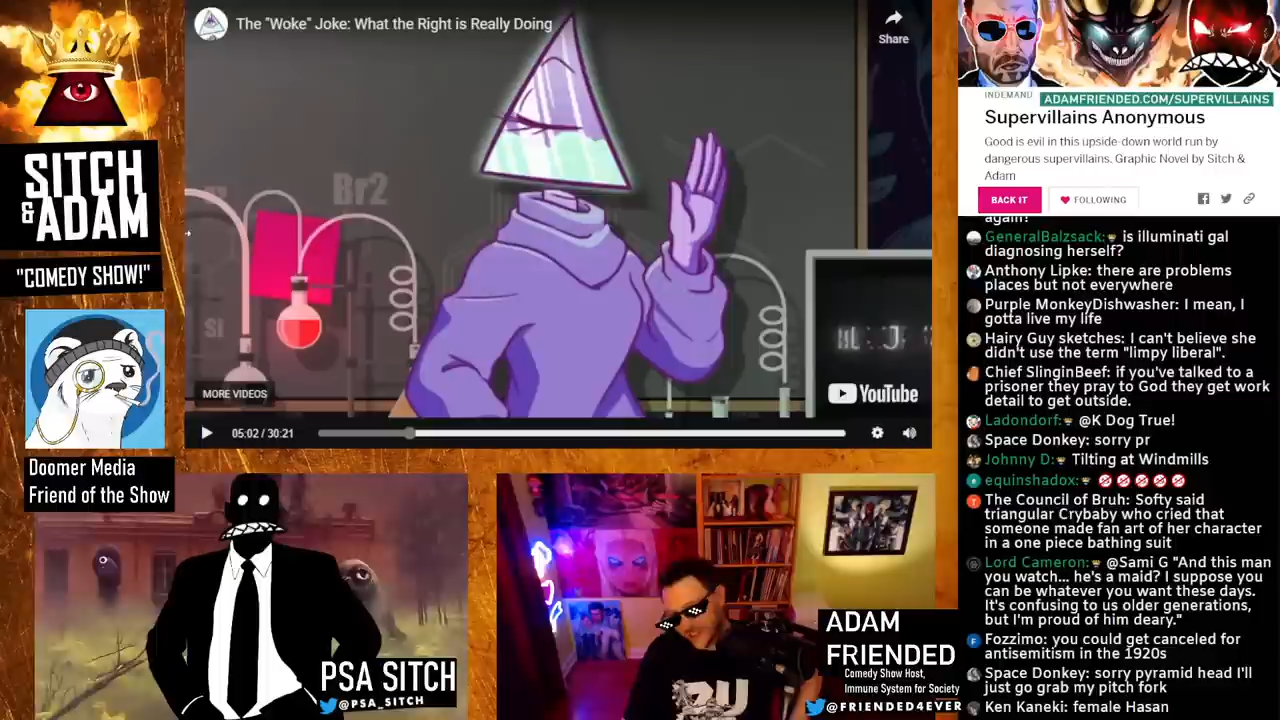 The "Woke" Joke: What the Right is Really Doing
Share
Br2
SI
MORE VIDEOS
YouTube
05:02 / 30:21
SITCH
& ADAM
"COMEDY SHOW!"
Doomer Media
Friend of the Show
PSA SITCH
@PSA_SITCH
ADAM
FRIENDED
Comedy Show Host,
Immune System for Society
@FRIENDED4EVER
INDEMAND
ADAMFRIENDED.COM/SUPERVILLAINS
Supervillains Anonymous
Good is evil in this upside-down world run by
dangerous supervillains. Graphic Novel by Sitch &
Adam
BACK IT
FOLLOWING
again?
GeneralBalzsack: is illuminati gal
diagnosing herself?
Anthony Lipke: there are problems
places but not everywhere
Purple MonkeyDishwasher: I mean, I
gotta live my life
Hairy Guy sketches: I can't believe she
didn't use the term "limpy liberal".
Chief SlinginBeef: if you've talked to a
prisoner they pray to God they get work
detail to get outside.
Ladondorf: @K Dog True!
Space Donkey: sorry pr
Johnny D: Tilting at Windmills
equinshadox:
The Council of Bruh: Softy said
triangular Crybaby who cried that
someone made fan art of her character
in a one piece bathing suit
Lord Cameron: @Sami G "And this man
you watch... he's a maid? I suppose you
can be whatever you want these days.
It's confusing to us older generations,
but I'm proud of him deary."
Fozzimo: you could get canceled for
antisemitism in the 1920s
Space Donkey: sorry pyramid head I'll
just go grab my pitch fork
Ken Kaneki: female Hasan